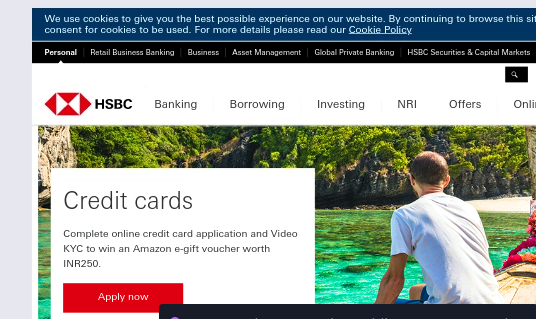 We use cookies to give you the best possible experience on our website. By continuing to browse this
consent for cookies to be used. For more details please read our Cookie Policy
Personal Retail Business Banking Business Asset Management Global Private Banking HSBC Securities & Capital Markets
HSBC Banking Borrowing Investing NRI Offers
Credit cards
Complete online credit card application and Video
KYC to win an Amazon e-gift voucher worth
INR250.
Apply now